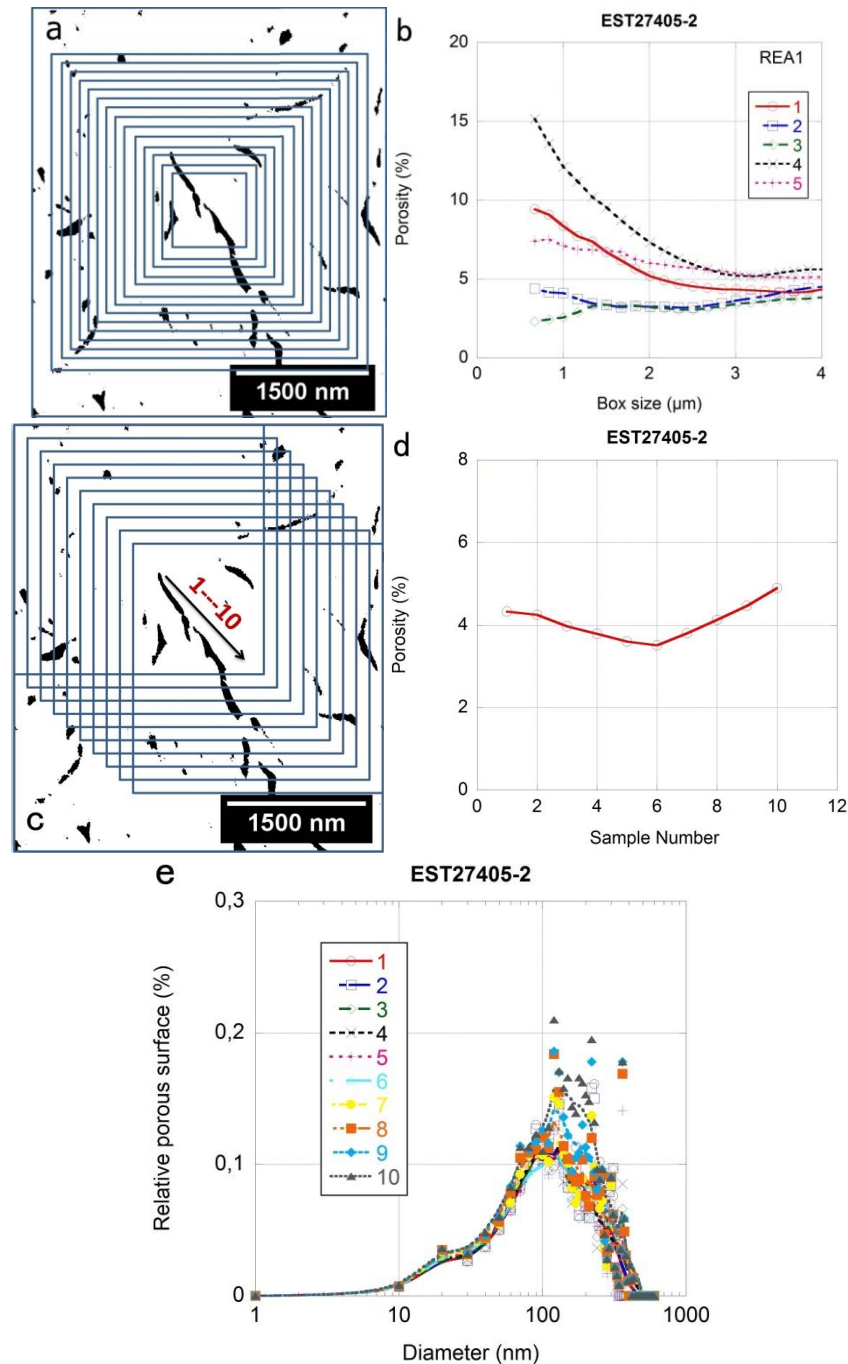 a
1500 nm
b
EST27405-2
REA1
1
2
3
4
5
Porosity (%)
20
15
10
5
0
0
1
2
3
4
Box size (µm)
c
1---10
1500 nm
d
EST27405-2
Porosity (%)
8
6
4
2
0
0
2
4
6
8
10
12
Sample Number
e
EST27405-2
Relative porous surface (%)
0,3
0,2
0,1
0
1
2
3
4
5
6
7
8
9
10
1
10
100
1000
Diameter (nm)